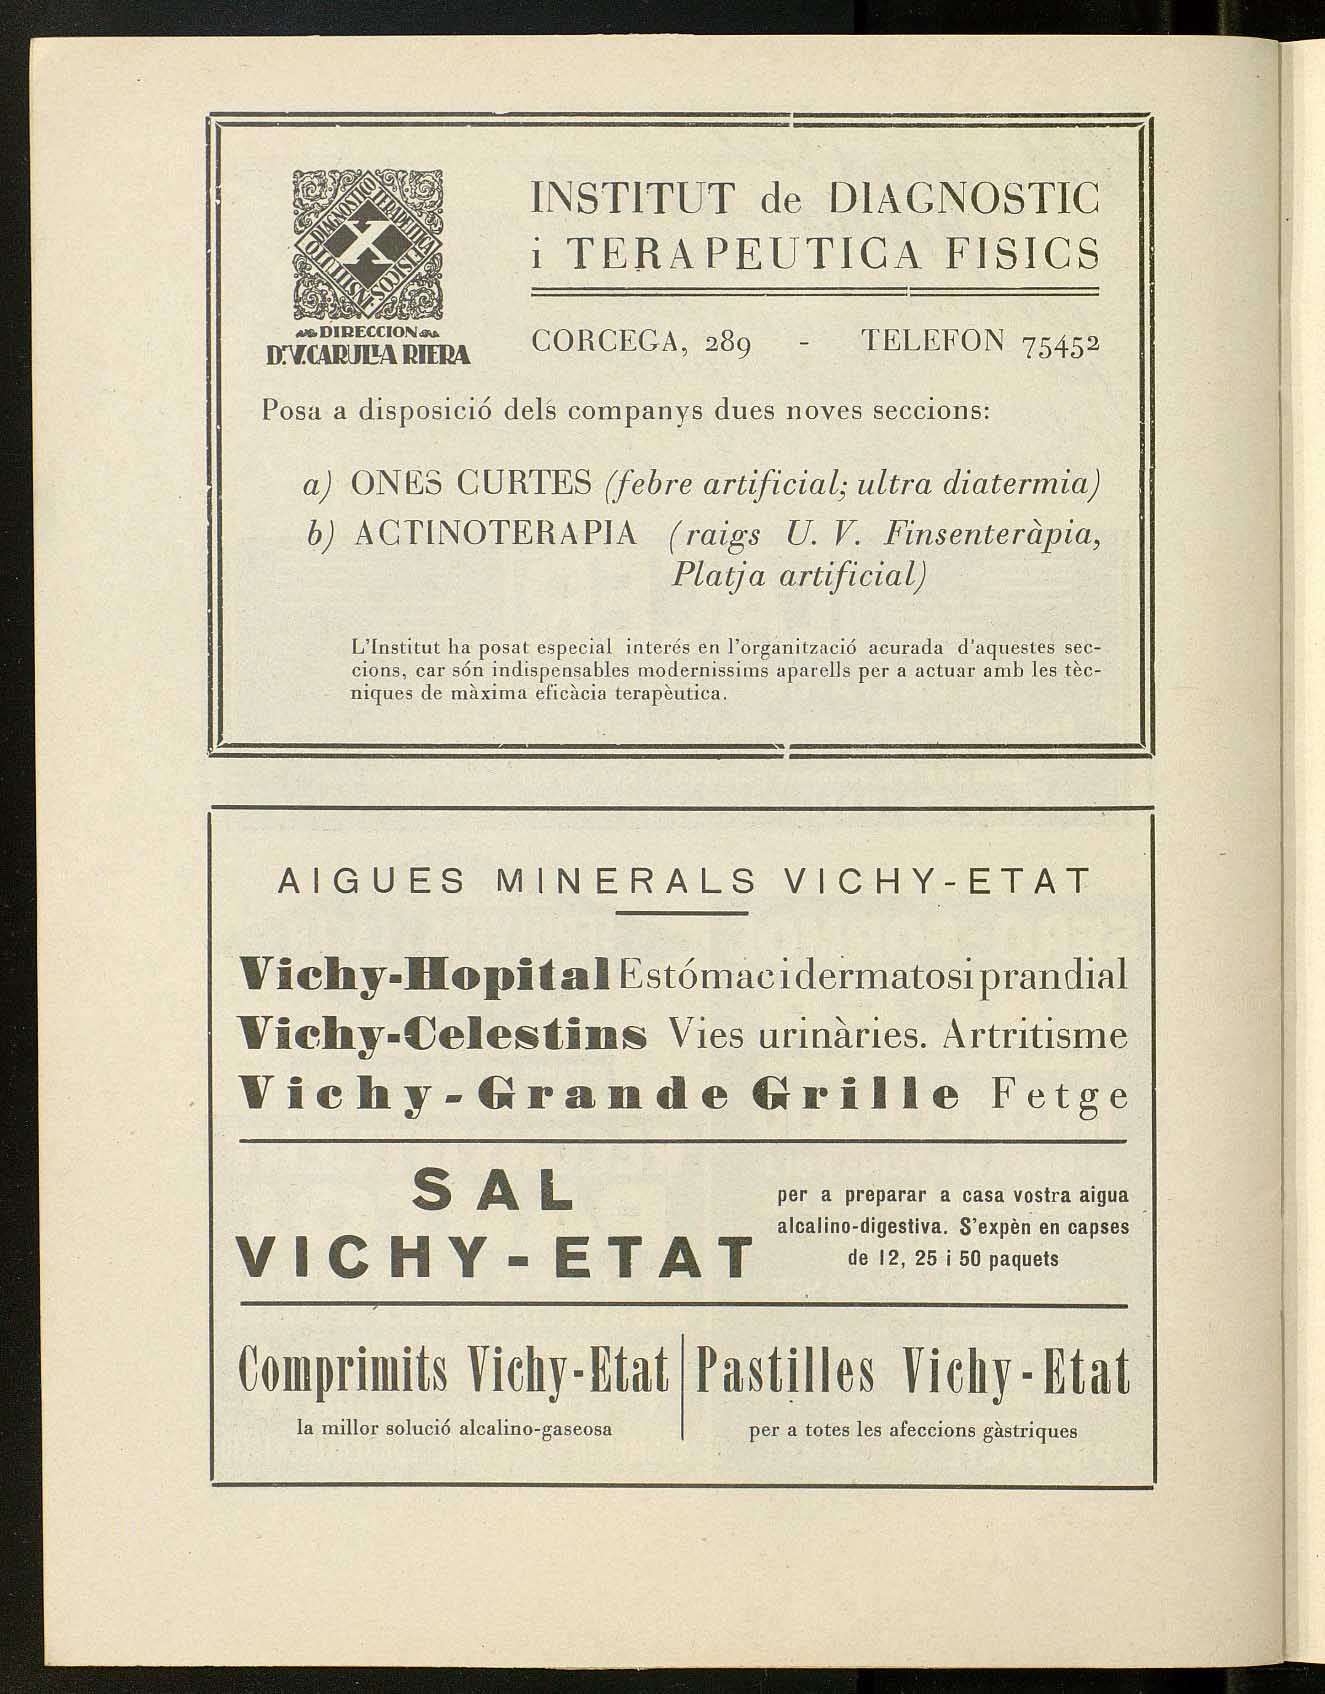 INSTITUTO DIAGNOSTICO TERAPEUTICA FISICOS
X
DIRECCION
Dr. V. CARULLA RIERA
INSTITUT de DIAGNOSTIC
i TERAPEUTICA FISICS
CORCEGA, 289 - TELEFON 75452
Posa a disposició dels companys dues noves seccions:
a) ONES CURTES (febre artificial; ultra diatermia)
b) ACTINOTERAPIA (raigs U. V. Finsenteràpia,
Platja artificial)
L'Institut ha posat especial interés en l'organització acurada d'aquestes sec-
cions, car són indispensables modernissims aparells per a actuar amb les tèc-
niques de màxima eficàcia terapèutica.
AIGUES MINERALS VICHY-ETAT
Vichy-Hopital Estómac i dermatosi prandial
Vichy-Celestins Vies urinàries. Artritisme
Vichy-Grande Grille Fetge
SAL
VICHY-ETAT
per a preparar a casa vostra aigua
alcalino-digestiva. S'expèn en capses
de 12, 25 i 50 paquets
Comprimits Vichy-Etat
la millor solució alcalino-gaseosa
Pastilles Vichy-Etat
per a totes les afeccions gàstriques